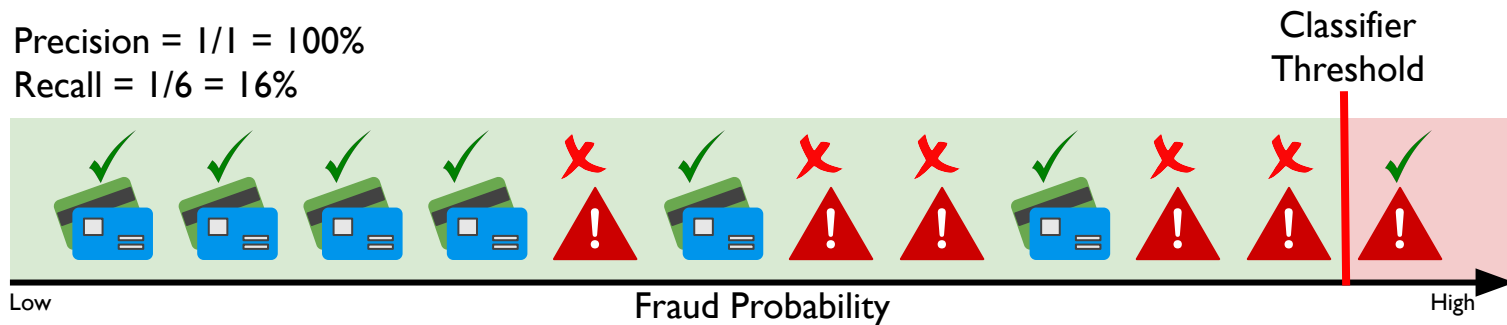 Precision = 1/1 = 100%
Recall = 1/6 = 16%
Classifier
Threshold
! ! ! ! ! !
Low
Fraud Probability
High